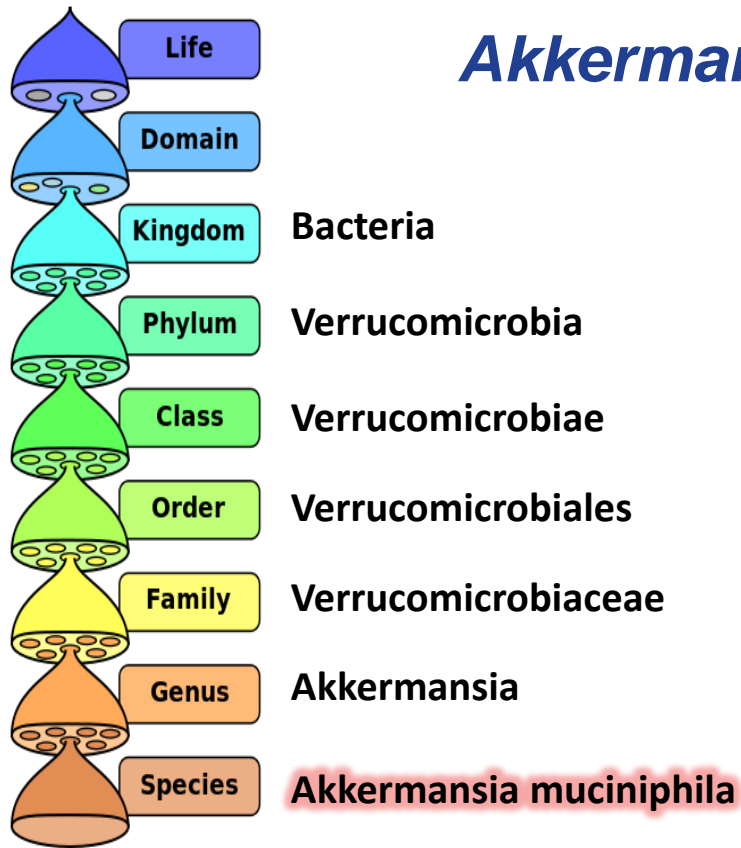 Life
Akkerman
Domain
Kingdom Bacteria
Phylum Verrucomicrobia
Class Verrucomicrobiae
Order Verrucomicrobiales
Family Verrucomicrobiaceae
Genus Akkermansia
Species Akkermansia muciniphila